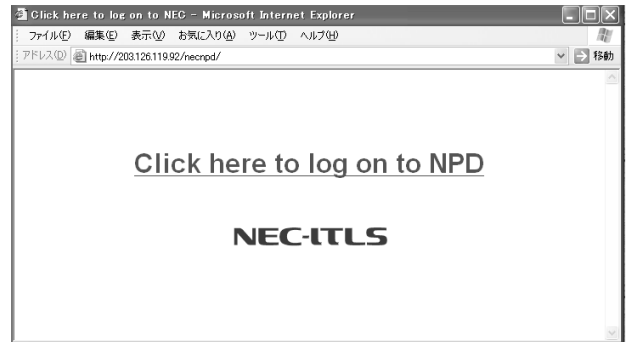 Click here to log on to NEC - Microsoft Internet Explorer
ファイル(F) 編集(E) 表示(V) お気に入り(A) ツール(T) ヘルプ(H)
アドレス(D) http://203.126.119.92/necnpd/ 移動
Click here to log on to NPD
NEC-ITLS